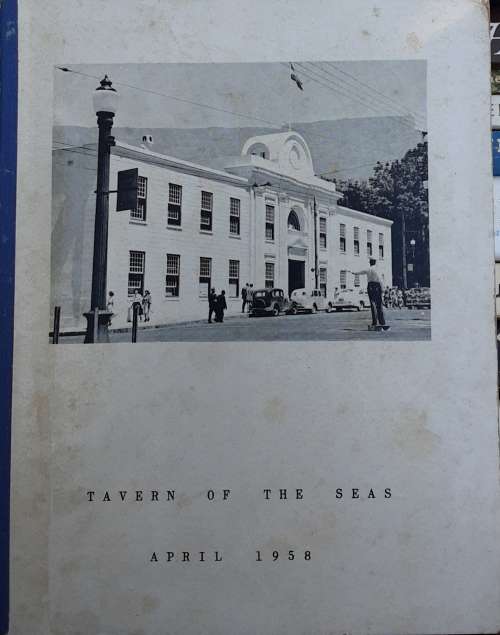 TAVERN OF THE SEAS
APRIL 1958